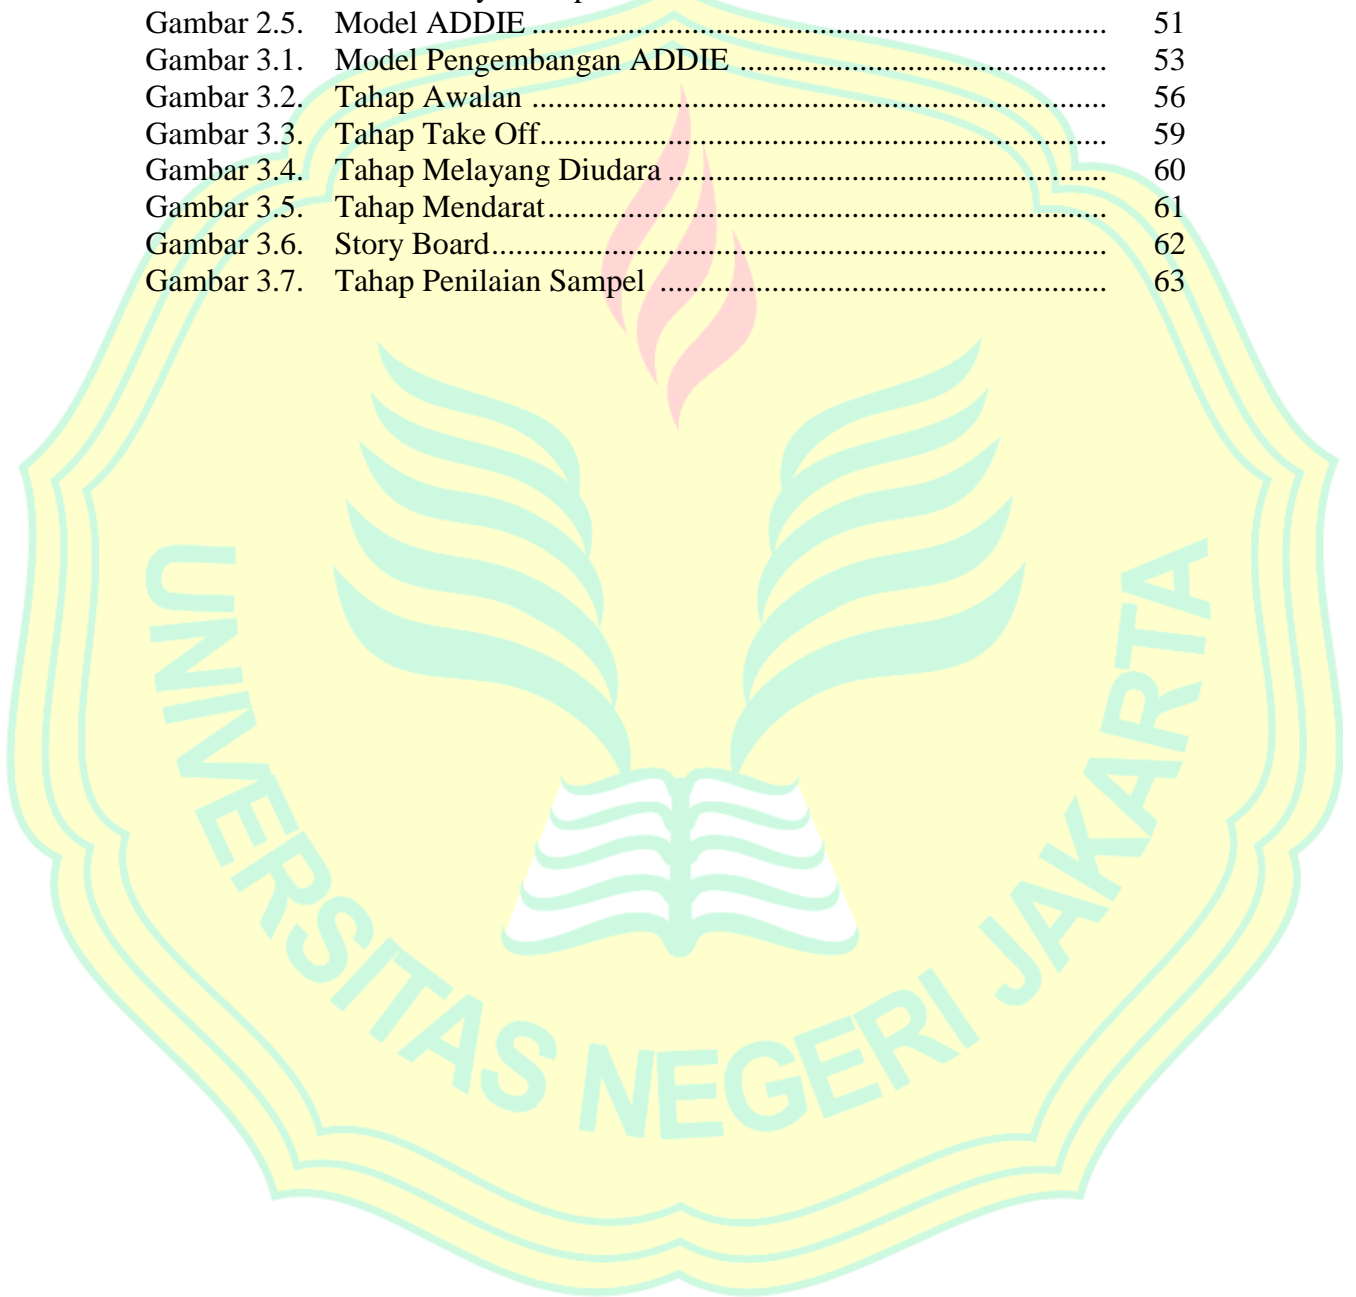 Gambar 2.5. Model ADDIE ........................................................................ 51
Gambar 3.1. Model Pengembangan ADDIE .............................................. 53
Gambar 3.2. Tahap Awalan ........................................................................ 56
Gambar 3.3. Tahap Take Off....................................................................... 59
Gambar 3.4. Tahap Melayang Diudara ....................................................... 60
Gambar 3.5. Tahap Mendarat...................................................................... 61
Gambar 3.6. Story Board............................................................................. 62
Gambar 3.7. Tahap Penilaian Sampel ........................................................ 63
UNIVERSITAS NEGERI JAKARTA